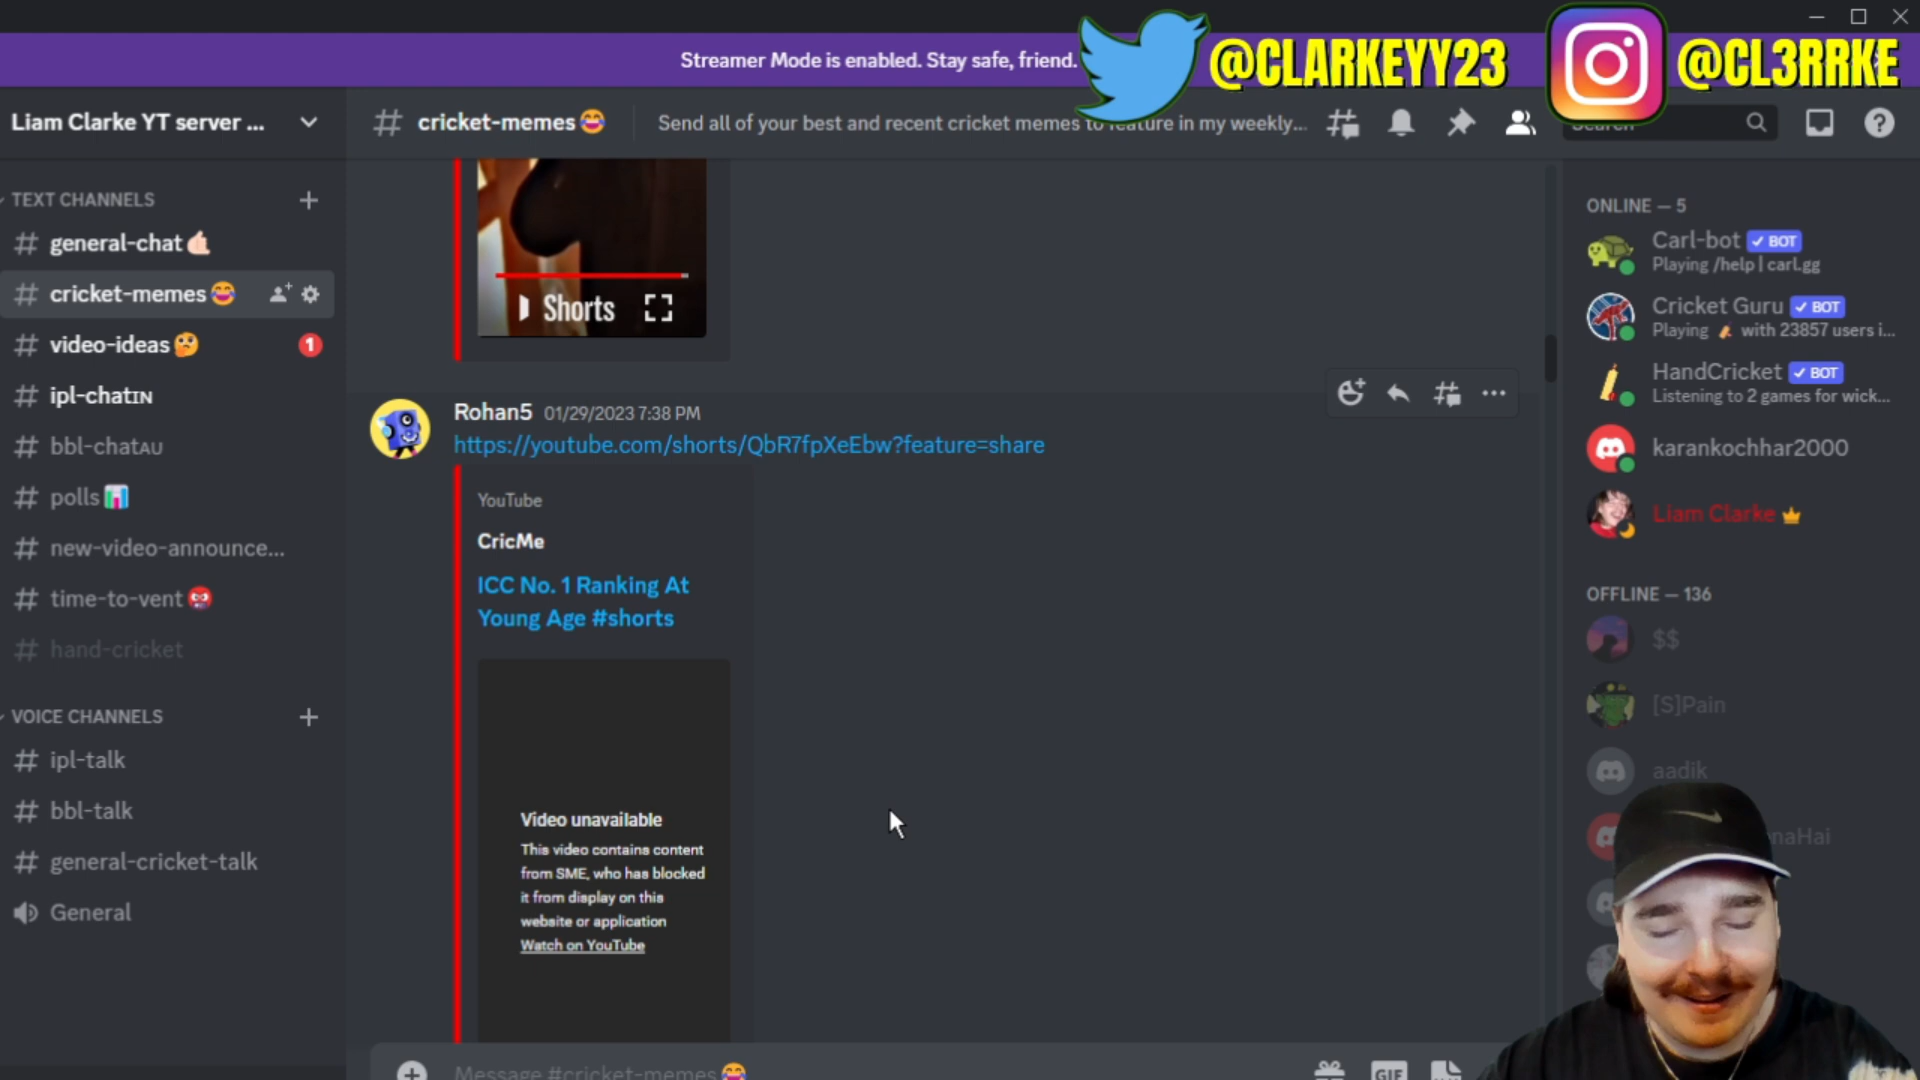 Streamer Mode is enabled. Stay safe, friend.
@CLARKEYY23
@CL3RRKE
Liam Clarke YT server ...
cricket-memes😂
Send all of your best and recent cricket memes to feature in my weekly...
Search
TEXT CHANNELS
general-chat🤙🏻
cricket-memes😂
video-ideas🤔
1
ipl-chatIN
bbl-chatAU
polls📊
new-video-announce...
time-to-vent👹
hand-cricket
VOICE CHANNELS
ipl-talk
bbl-talk
general-cricket-talk
General
Shorts
Rohan5 01/29/2023 7:38 PM
https://youtube.com/shorts/QbR7fpXeEbw?feature=share
YouTube
CricMe
ICC No. 1 Ranking At
Young Age #shorts
Video unavailable
This video contains content
from SME, who has blocked
it from display on this
website or application
Watch on YouTube
Message #cricket-memes😂
GIF
ONLINE — 5
Carl-bot ✓ BOT
Playing /help | carl.gg
Cricket Guru ✓ BOT
Playing 🏏 with 23857 users i...
HandCricket ✓ BOT
Listening to 2 games for wick...
karankochhar2000
Liam Clarke
OFFLINE — 136
$$
[S]Pain
aadik
naHai